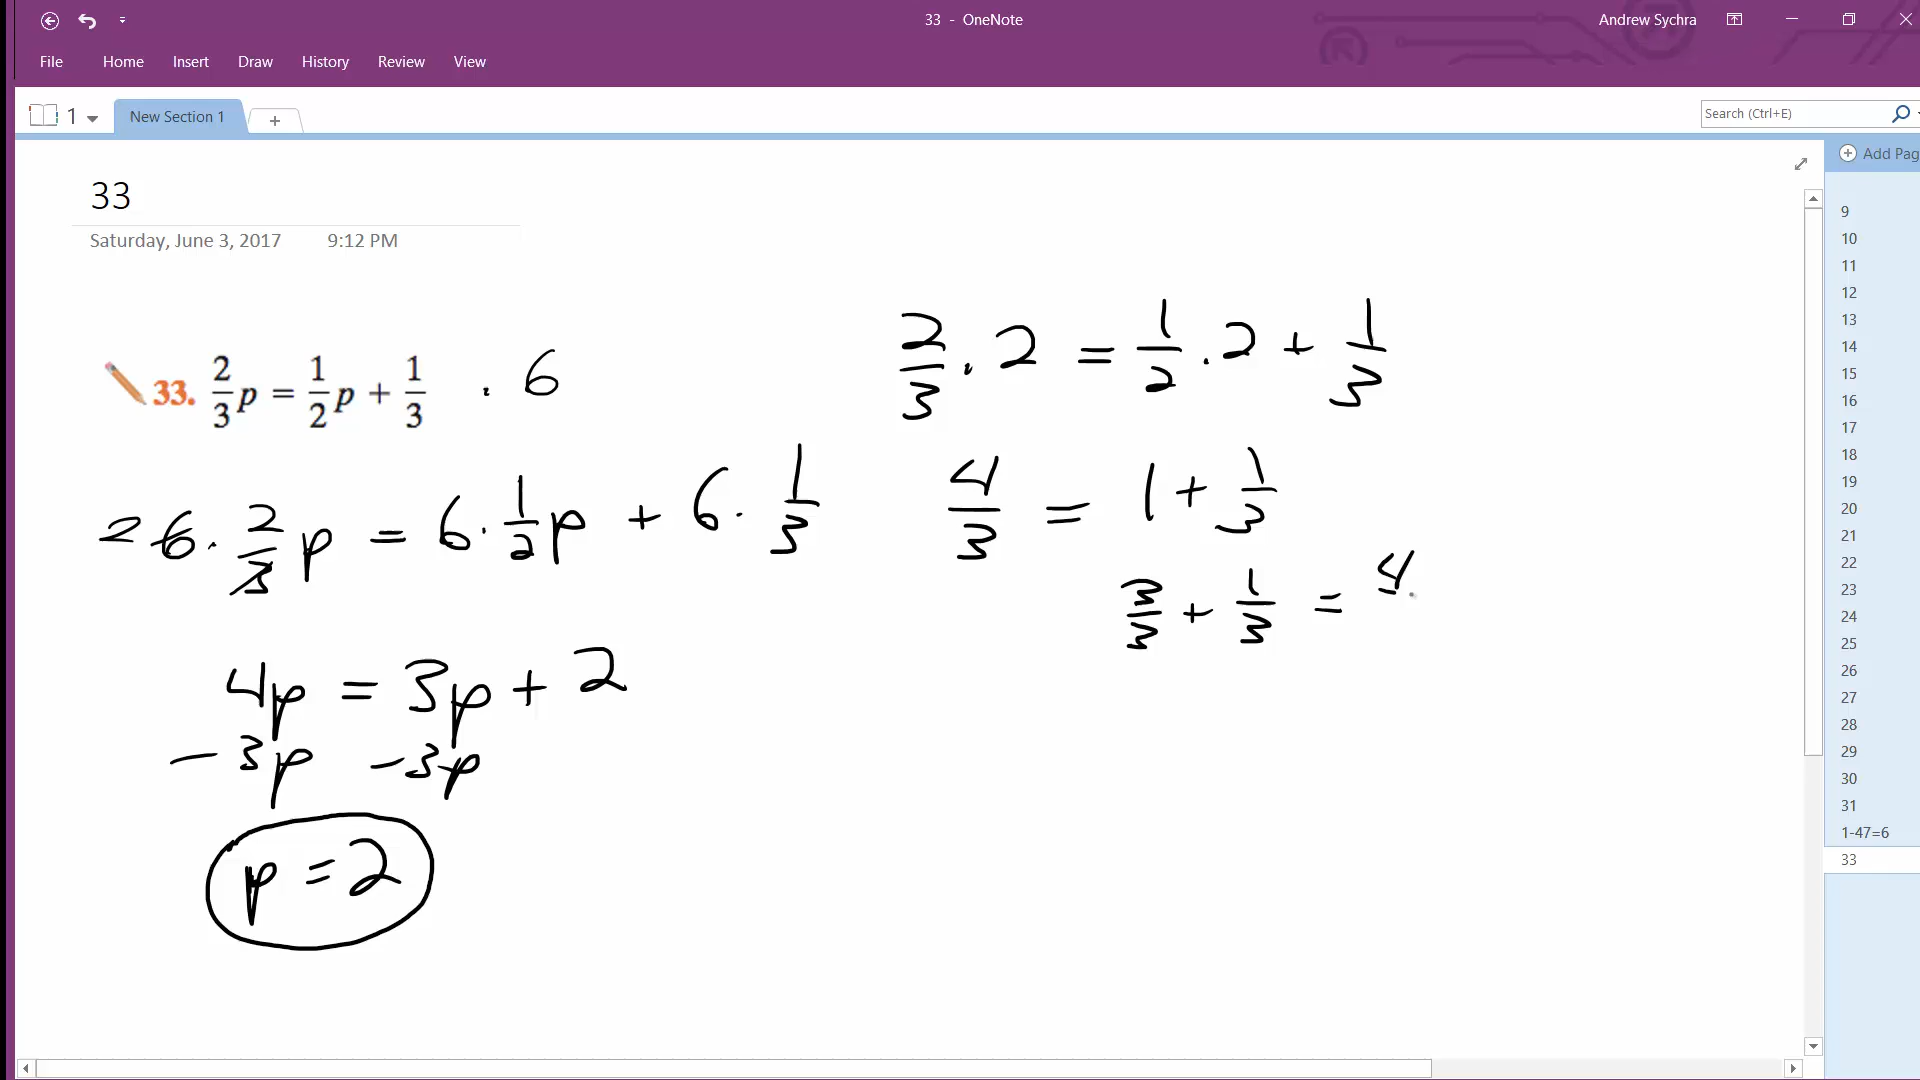 33 - OneNote
Andrew Sychra
File Home Insert Draw History Review View
1 New Section 1 +
Search (Ctrl+E)
Add Pag
33
Saturday, June 3, 2017 9:12 PM
33. 2/3 p = 1/2 p + 1/3 · 6
2 6 · 2/3 p = 6 · 1/2 p + 6 · 1/3
4p = 3p + 2
- 3p - 3p
p = 2
2/3 · 2 = 1/2 · 2 + 1/3
4/3 = 1 + 1/3
3/3 + 1/3 = 4
9
10
11
12
13
14
15
16
17
18
19
20
21
22
23
24
25
26
27
28
29
30
31
1-47=6
33